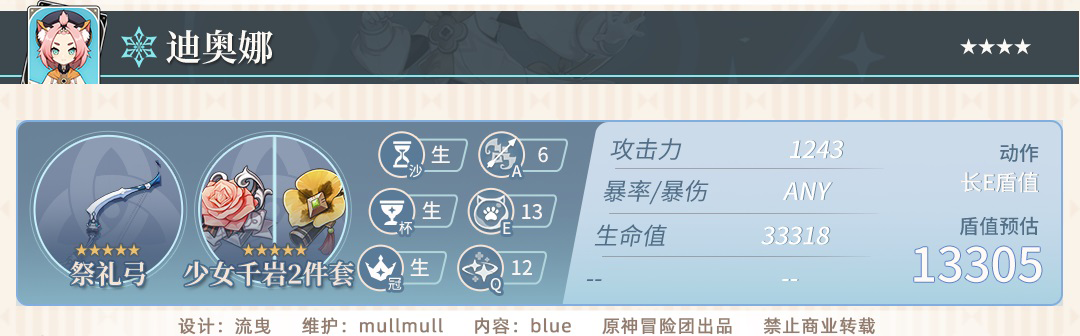 迪奥娜
★★★★
沙 生 A 6
杯 生 E 13
冠 生 Q 12
★★★★★ 祭礼弓
★★★★★ 少女千岩2件套
攻击力 1243
暴率/暴伤 ANY
生命值 33318
-- --
动作
长E盾值
盾值预估
13305
设计：流曳 维护：mullmull 内容：blue 原神冒险团出品 禁止商业转载